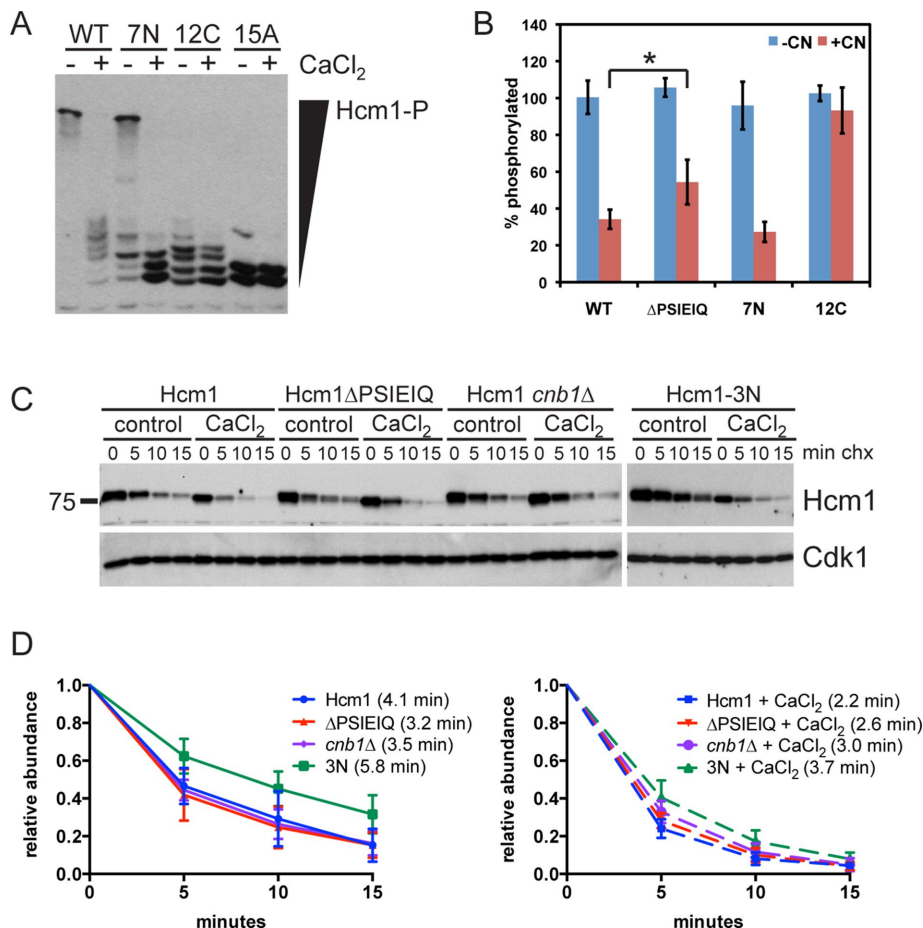 A
WT 7N 12C 15A
- + - + - + - +
CaCl2
Hcm1-P
B
-CN +CN
*
% phosphorylated
140
120
100
80
60
40
20
0
WT ΔPSIEIQ 7N 12C
C
Hcm1 Hcm1ΔPSIEIQ Hcm1 cnb1Δ Hcm1-3N
control CaCl2 control CaCl2 control CaCl2 control CaCl2
0 5 10 15 0 5 10 15 0 5 10 15 0 5 10 15 0 5 10 15 0 5 10 15 0 5 10 15 0 5 10 15 min chx
75
Hcm1
Cdk1
D
relative abundance
1.0
0.8
0.6
0.4
0.2
0.0
0 5 10 15
minutes
Hcm1 (4.1 min)
ΔPSIEIQ (3.2 min)
cnb1Δ (3.5 min)
3N (5.8 min)
relative abundance
1.0
0.8
0.6
0.4
0.2
0.0
0 5 10 15
minutes
Hcm1 + CaCl2 (2.2 min)
ΔPSIEIQ + CaCl2 (2.6 min)
cnb1Δ + CaCl2 (3.0 min)
3N + CaCl2 (3.7 min)